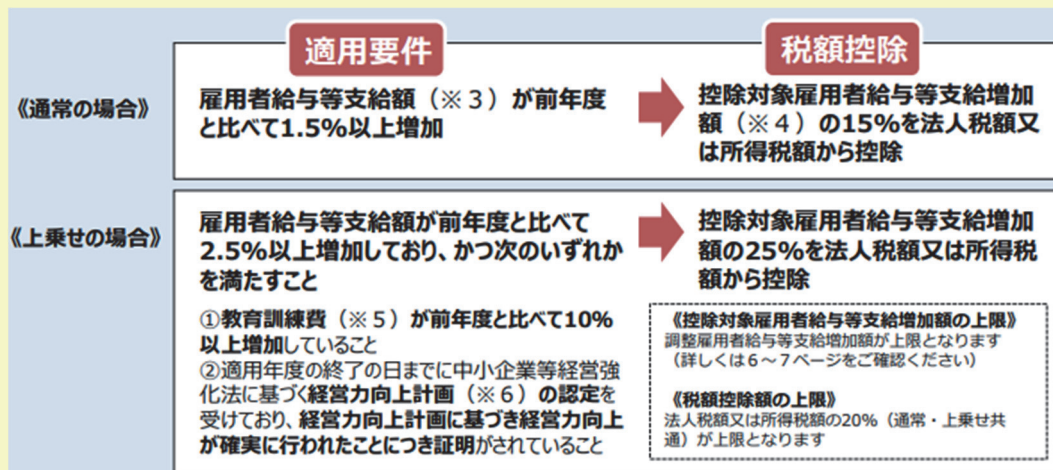 適用要件
税額控除
《通常の場合》
雇用者給与等支給額（※３）が前年度
と比べて1.5%以上増加
控除対象雇用者給与等支給増加
額（※４）の15%を法人税額又
は所得税額から控除
《上乗せの場合》
雇用者給与等支給額が前年度と比べて
2.5%以上増加しており、かつ次のいずれか
を満たすこと
①教育訓練費（※５）が前年度と比べて10%
以上増加していること
②適用年度の終了の日までに中小企業等経営強
化法に基づく経営力向上計画（※６）の認定を
受けており、経営力向上計画に基づき経営力向上
が確実に行われたことにつき証明がされていること
控除対象雇用者給与等支給増加
額の25%を法人税額又は所得税
額から控除
《控除対象雇用者給与等支給増加額の上限》
調整雇用者給与等支給増加額が上限となります
（詳しくは６～７ページをご確認ください）
《税額控除額の上限》
法人税額又は所得税額の20%（通常・上乗せ共
通）が上限となります